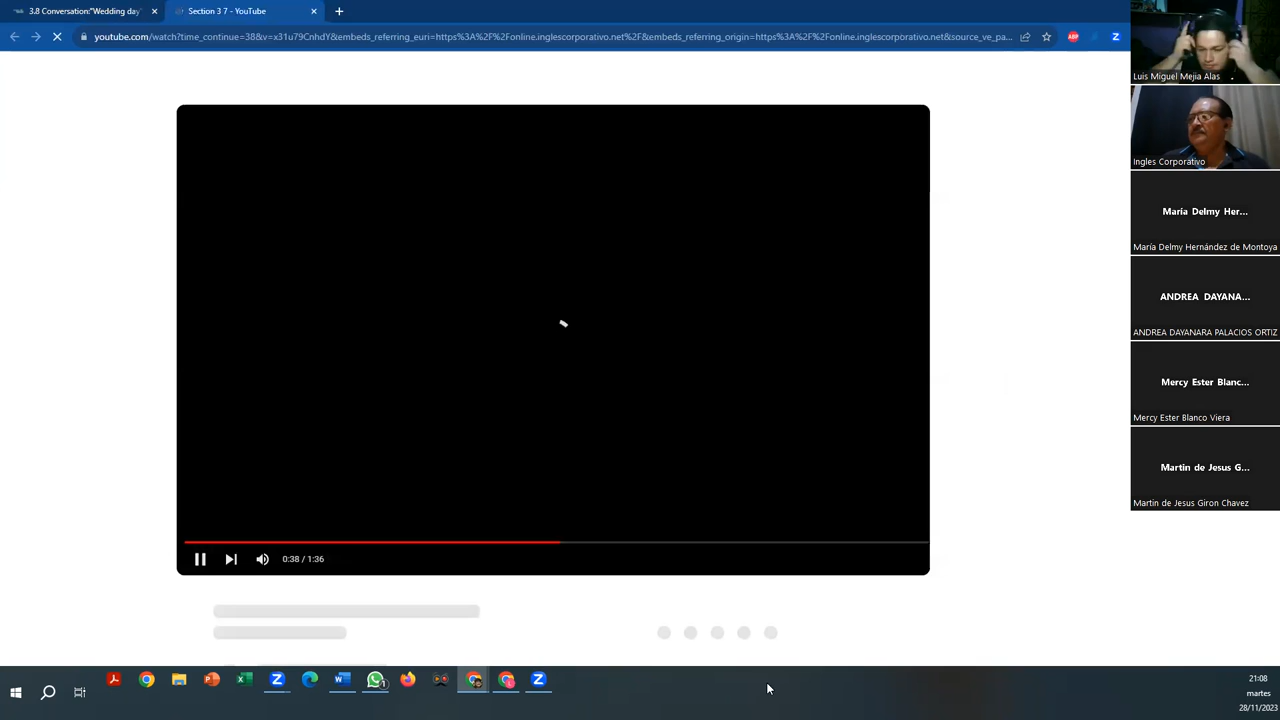 3.8 Conversation:"Wedding day"
Section 3 7 - YouTube
youtube.com/watch?time_continue=38&v=x31u79CnhdY&embeds_referring_euri=https%3A%2F%2Fonline.inglescorporativo.net%2F&embeds_referring_origin=https%3A%2F%2Fonline.inglescorporativo.net&source_ve_pa...
ABP
Luis Miguel Mejia Alas
Ingles Corporativo
María Delmy Her...
María Delmy Hernández de Montoya
ANDREA DAYANA...
ANDREA DAYANARA PALACIOS ORTIZ
Mercy Ester Blanc...
Mercy Ester Blanco Viera
Martin de Jesus G...
Martin de Jesus Giron Chavez
0:38 / 1:36
21:08
martes
28/11/2023